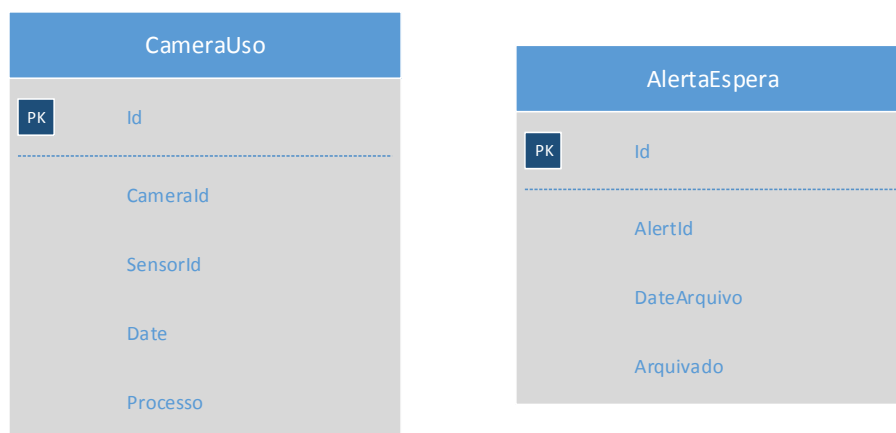 CameraUso
PK
Id
CameraId
SensorId
Date
Processo
AlertaEspera
PK
Id
AlertId
DateArquivo
Arquivado